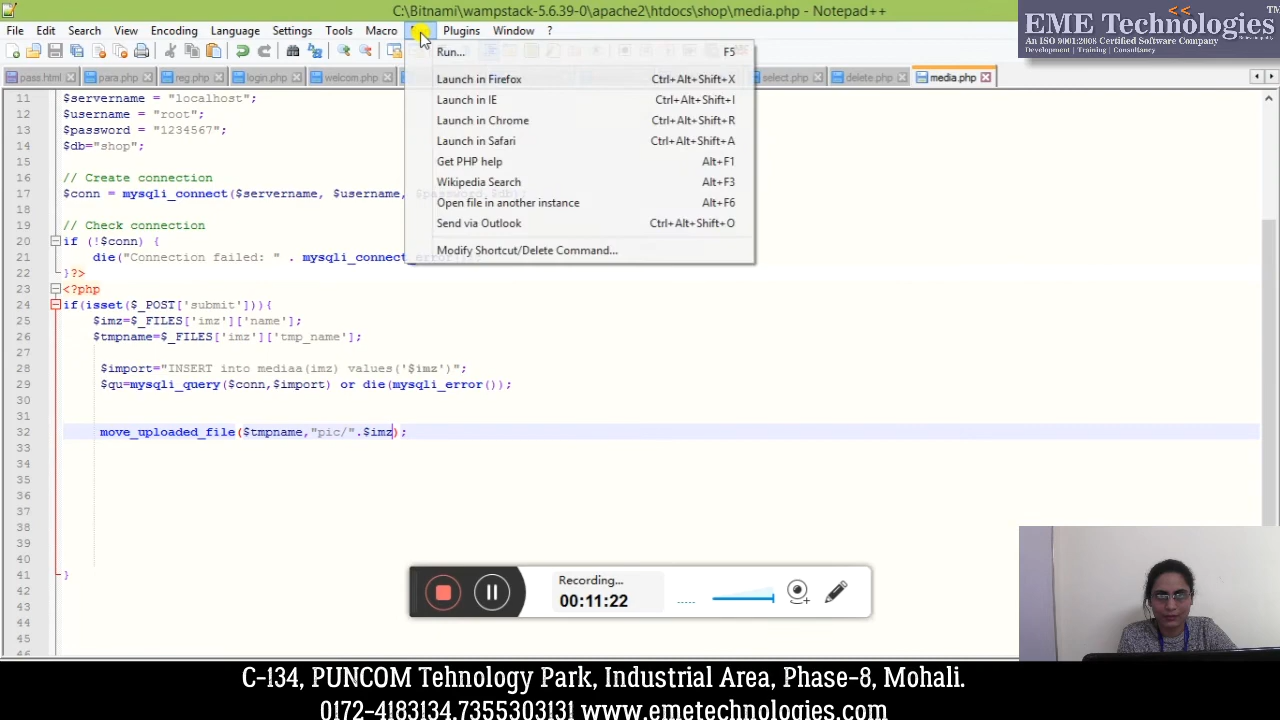 C:\Bitnami\wampstack-5.6.39-0\apache2\htdocs\shop\media.php - Notepad++
EME Technologies ™
An ISO 9001:2008 Certified Software Company
Development | Training | Consultancy
File Edit Search View Encoding Language Settings Tools Macro Plugins Window ?
Run... F5
Launch in Firefox Ctrl+Alt+Shift+X
Launch in IE Ctrl+Alt+Shift+I
Launch in Chrome Ctrl+Alt+Shift+R
Launch in Safari Ctrl+Alt+Shift+A
Get PHP help Alt+F1
Wikipedia Search Alt+F3
Open file in another instance Alt+F6
Send via Outlook Ctrl+Alt+Shift+O
Modify Shortcut/Delete Command...
pass.html para.php reg.php login.php welcom.php select.php delete.php media.php
11 $servername = "localhost";
12 $username = "root";
13 $password = "1234567";
14 $db="shop";
15
16 // Create connection
17 $conn = mysqli_connect($servername, $username, $password,$db);
18
19 // Check connection
20 if (!$conn) {
21 die("Connection failed: " . mysqli_connect_error
22 }?>
23 <?php
24 if(isset($_POST['submit'])){
25 $imz=$_FILES['imz']['name'];
26 $tmpname=$_FILES['imz']['tmp_name'];
27
28 $import="INSERT into mediaa(imz) values('$imz')";
29 $qu=mysqli_query($conn,$import) or die(mysqli_error());
30
31
32 move_uploaded_file($tmpname,"pic/".$imz);
33
34
35
36
37
38
39
40
41 }
42
43
44
45
46
Recording...
00:11:22
C-134, PUNCOM Tehnology Park, Industrial Area, Phase-8, Mohali.
0172-4183134,7355303131 www.emetechnologies.com